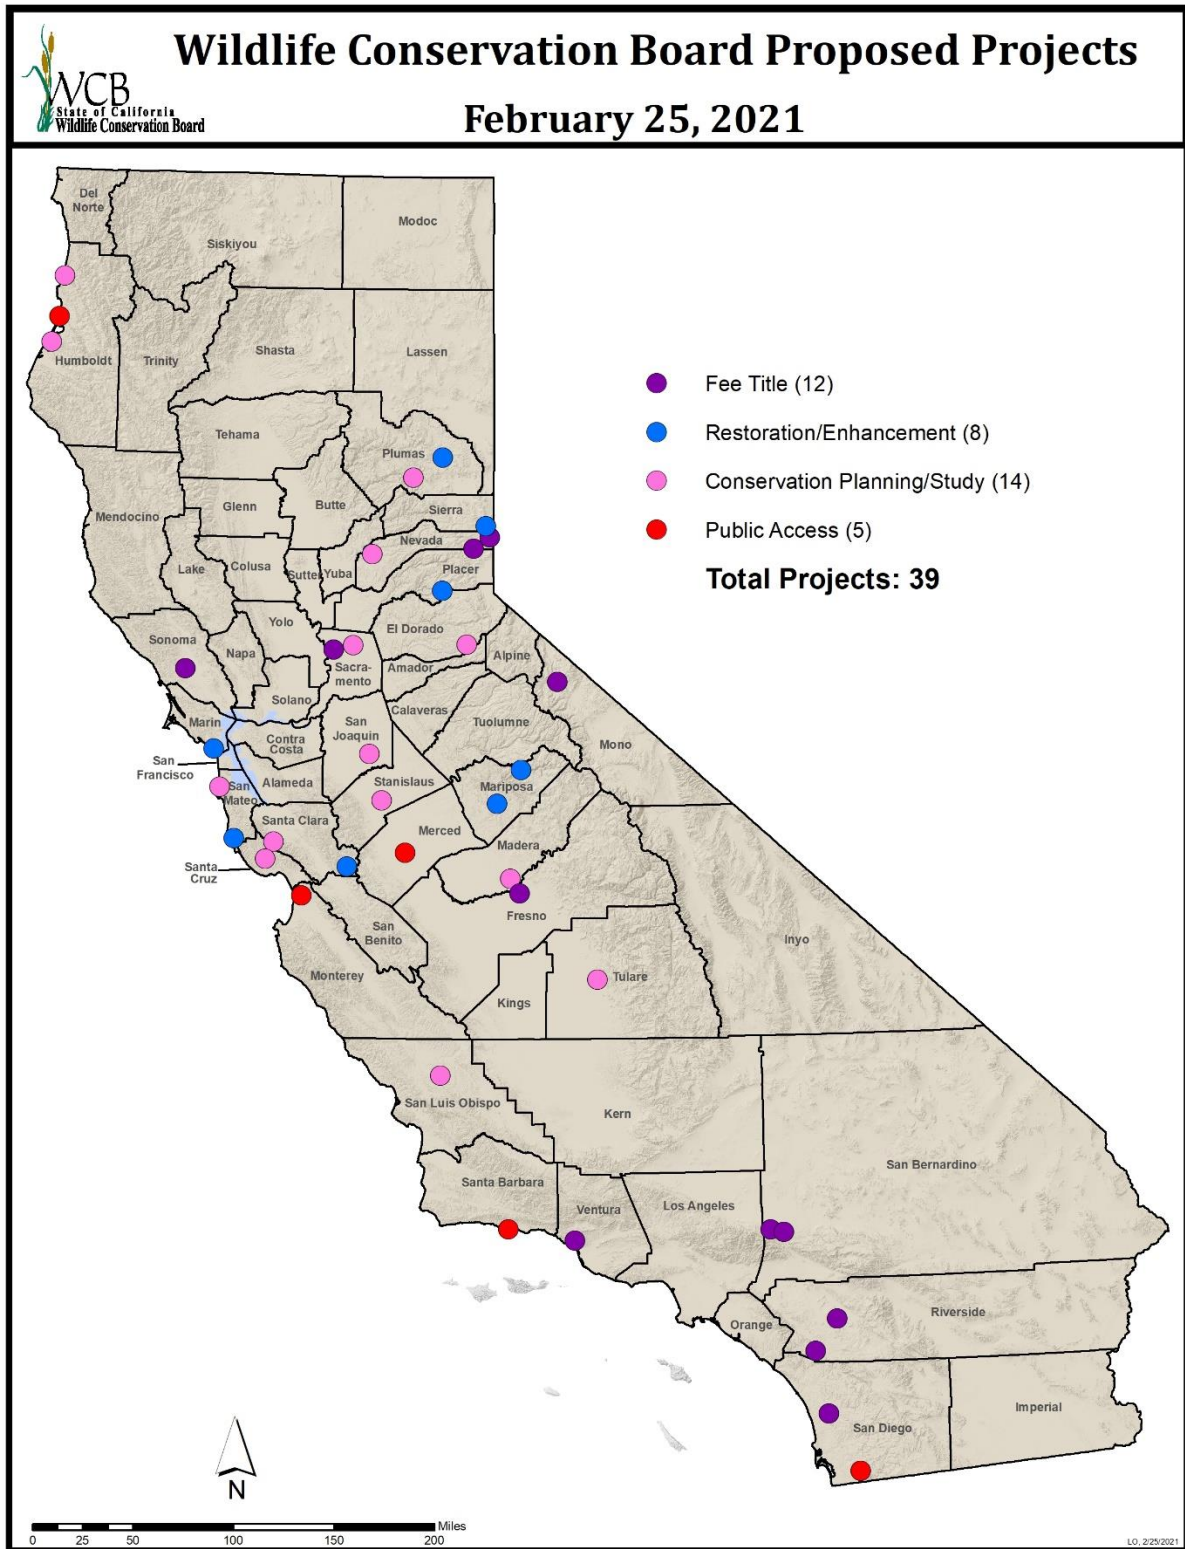 Wildlife Conservation Board Proposed Projects
February 25, 2021
WCB
State of California
Wildlife Conservation Board
Del
Norte
Siskiyou
Modoc
Humboldt
Trinity
Shasta
Lassen
Tehama
Plumas
Mendocino
Glenn
Butte
Sierra
Nevada
Lake
Colusa
Sutter
Yuba
Placer
Yolo
El Dorado
Sonoma
Napa
Sacra-
mento
Amador
Alpine
Solano
Marin
Calaveras
Tuolumne
San
Joaquin
Contra
Costa
Mono
San
Francisco
Alameda
San
Mateo
Stanislaus
Mariposa
Santa Clara
Merced
Madera
Santa
Cruz
Fresno
San
Benito
Inyo
Monterey
Kings
Tulare
San Luis Obispo
Kern
San Bernardino
Santa Barbara
Ventura
Los Angeles
Orange
Riverside
San Diego
Imperial
Fee Title (12)
Restoration/Enhancement (8)
Conservation Planning/Study (14)
Public Access (5)
Total Projects: 39
N
Miles
0 25 50 100 150 200
LO, 2/25/2021